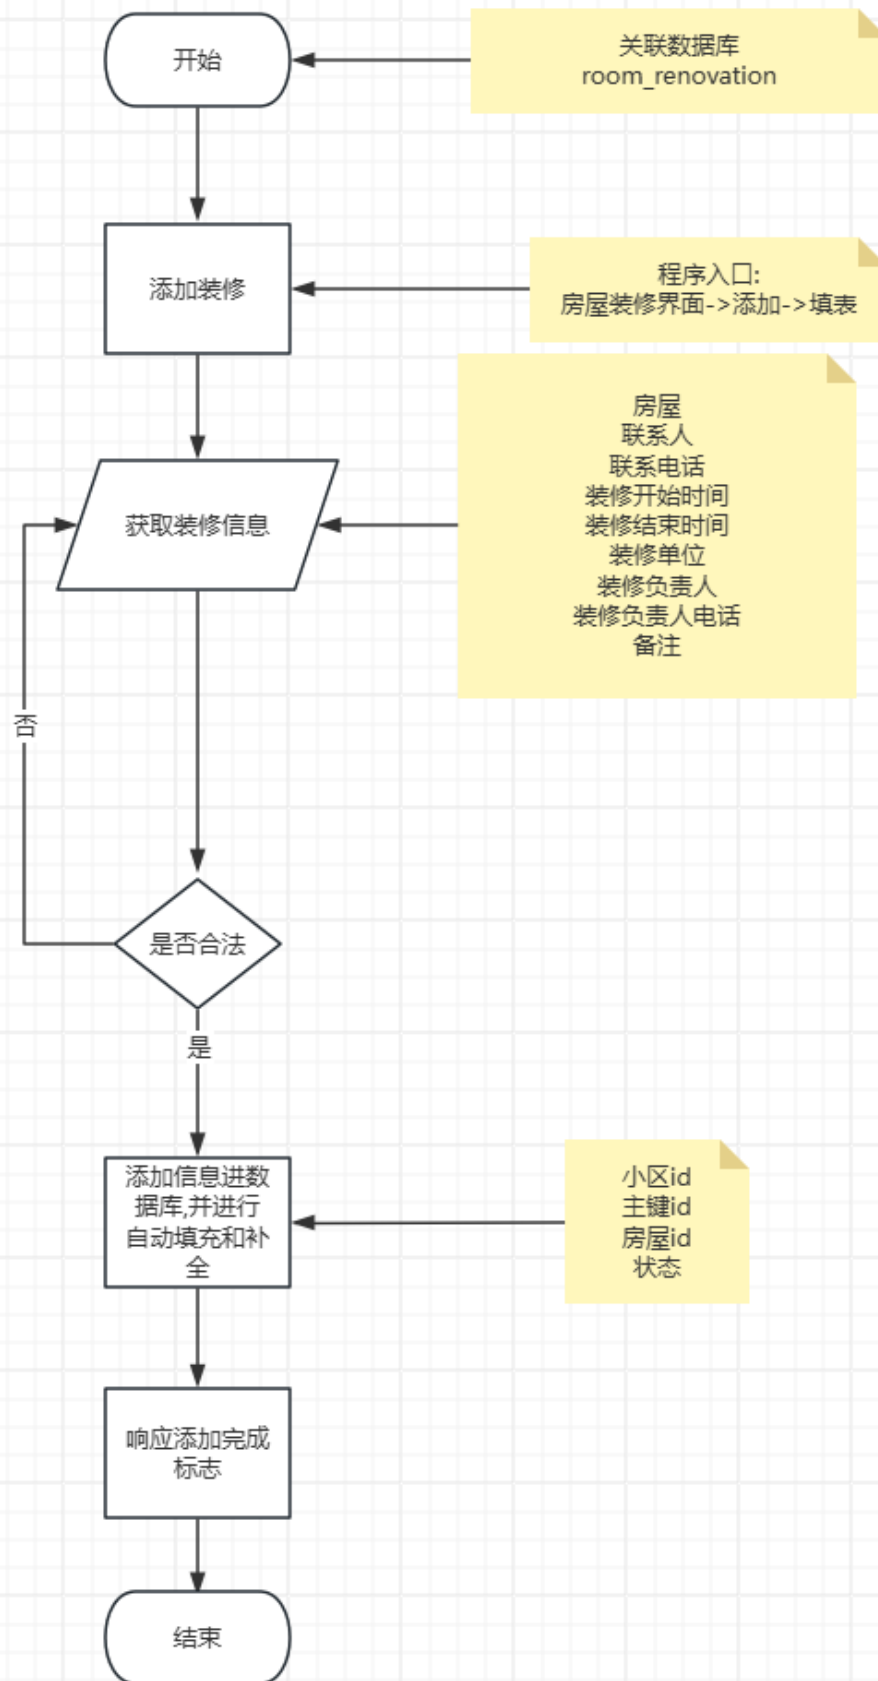 开始
关联数据库
room_renovation
添加装修
程序入口:
房屋装修界面->添加->填表
获取装修信息
房屋
联系人
联系电话
装修开始时间
装修结束时间
装修单位
装修负责人
装修负责人电话
备注
否
是否合法
是
添加信息进数
据库,并进行
自动填充和补
全
小区id
主键id
房屋id
状态
响应添加完成
标志
结束